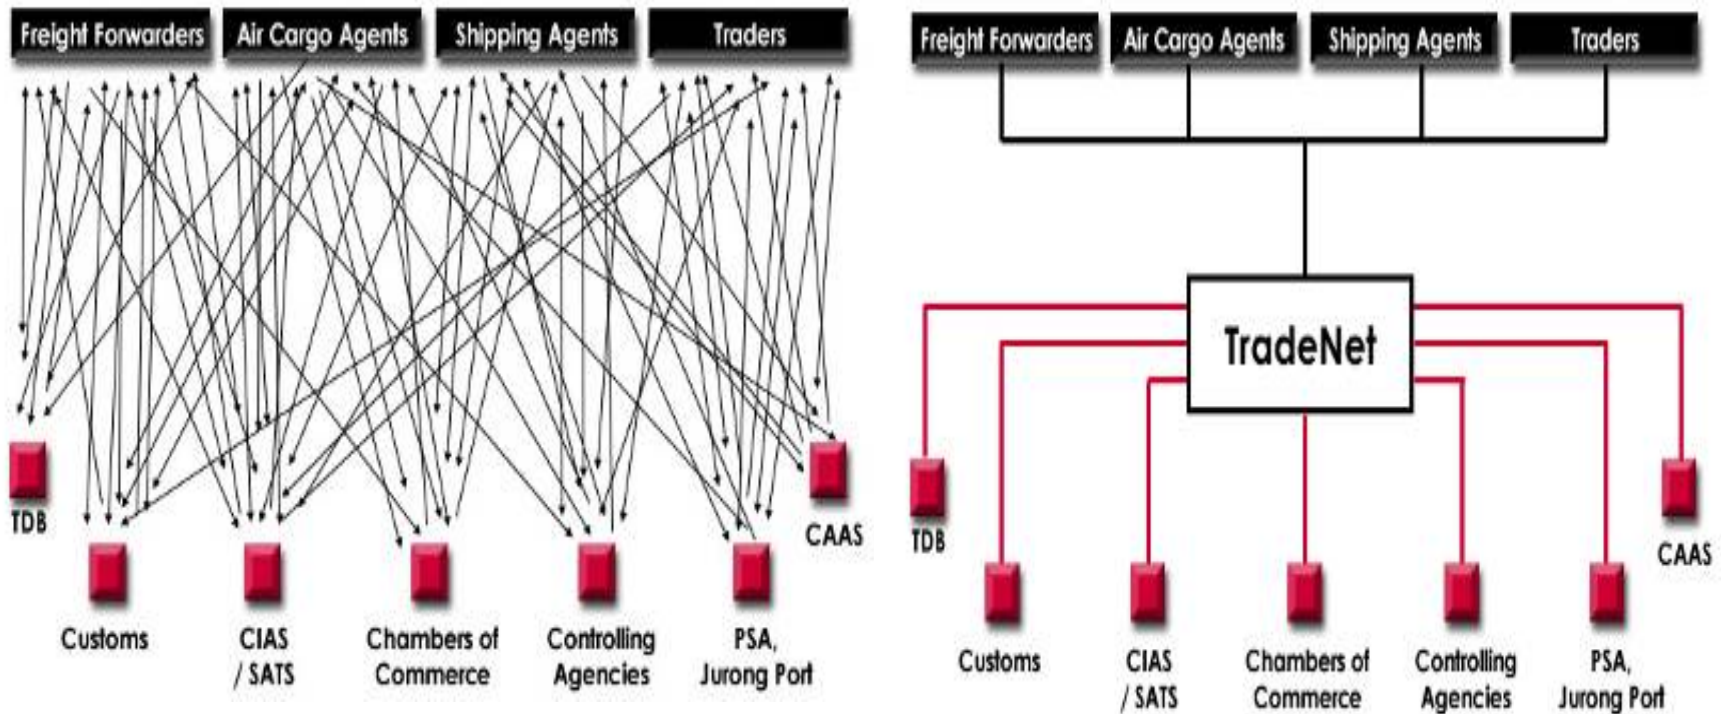 Freight Forwarders
Air Cargo Agents
Shipping Agents
Traders
TDB
CAAS
Customs
CIAS
/ SATS
Chambers of
Commerce
Controlling
Agencies
PSA,
Jurong Port
Freight Forwarders
Air Cargo Agents
Shipping Agents
Traders
TradeNet
TDB
CAAS
Customs
CIAS
/ SATS
Chambers of
Commerce
Controlling
Agencies
PSA,
Jurong Port